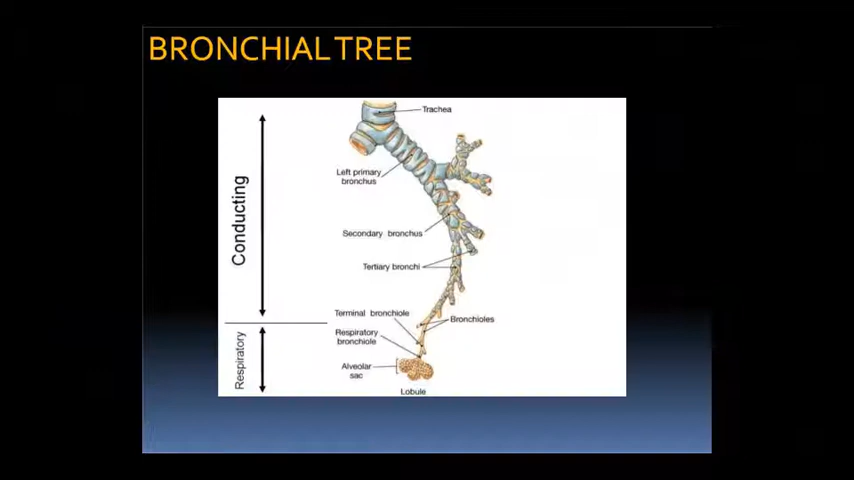 BRONCHIAL TREE
Trachea
Left primary
bronchus
Conducting
Secondary bronchus
Tertiary bronchi
Terminal bronchiole
Bronchioles
Respiratory
bronchiole
Respiratory
Alveolar
sac
Lobule